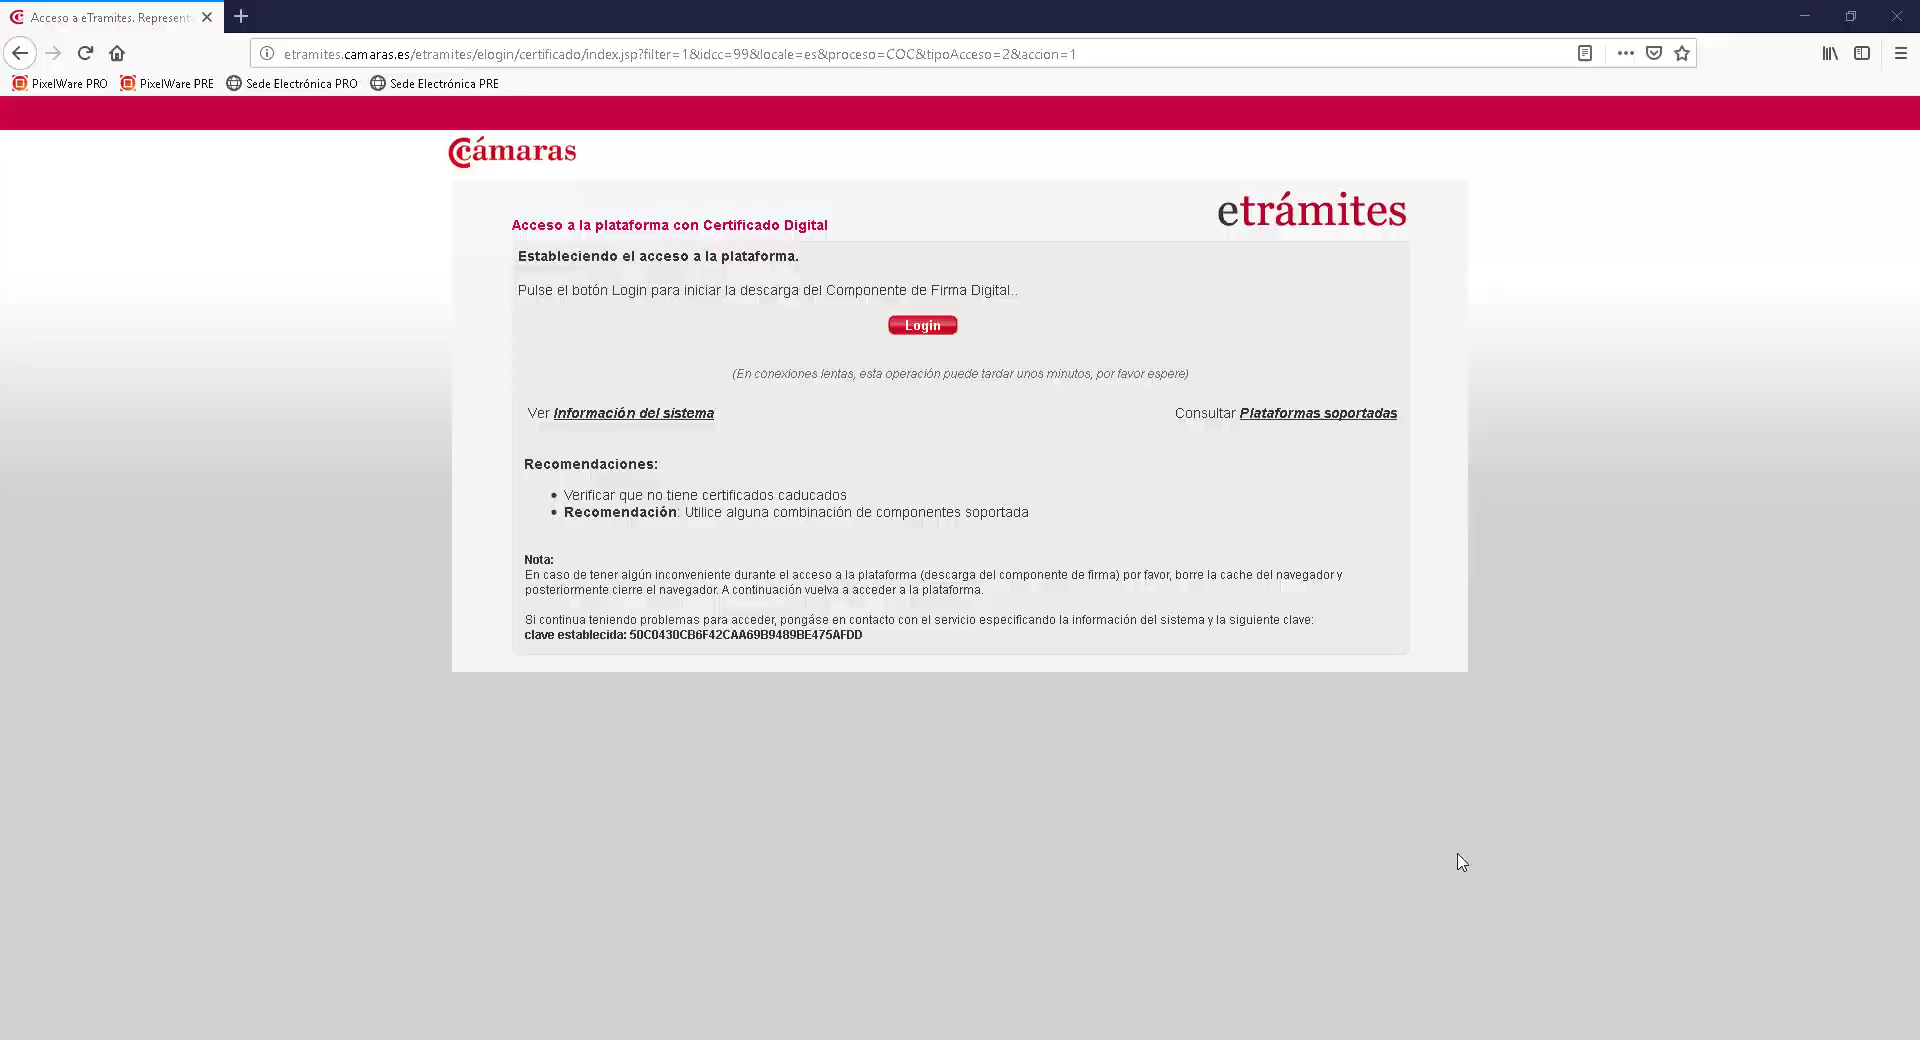 Acceso a eTramites. Represent
etramites.camaras.es/etramites/elogin/certificado/index.jsp?filter=1&idcc=99&locale=es&proceso=COC&tipoAcceso=2&accion=1
PixelWare PRO PixelWare PRE Sede Electrónica PRO Sede Electrónica PRE
cámaras
etrámites
Acceso a la plataforma con Certificado Digital
Estableciendo el acceso a la plataforma.
Pulse el botón Login para iniciar la descarga del Componente de Firma Digital..
Login
(En conexiones lentas, esta operación puede tardar unos minutos, por favor espere)
Ver Información del sistema Consultar Plataformas soportadas
Recomendaciones:
• Verificar que no tiene certificados caducados
• Recomendación: Utilice alguna combinación de componentes soportada
Nota:
En caso de tener algún inconveniente durante el acceso a la plataforma (descarga del componente de firma) por favor, borre la cache del navegador y
posteriormente cierre el navegador. A continuación vuelva a acceder a la plataforma.
Si continua teniendo problemas para acceder, pongáse en contacto con el servicio especificando la información del sistema y la siguiente clave:
clave establecida: 50C0430CB6F42CAA69B9489BE475AFDD